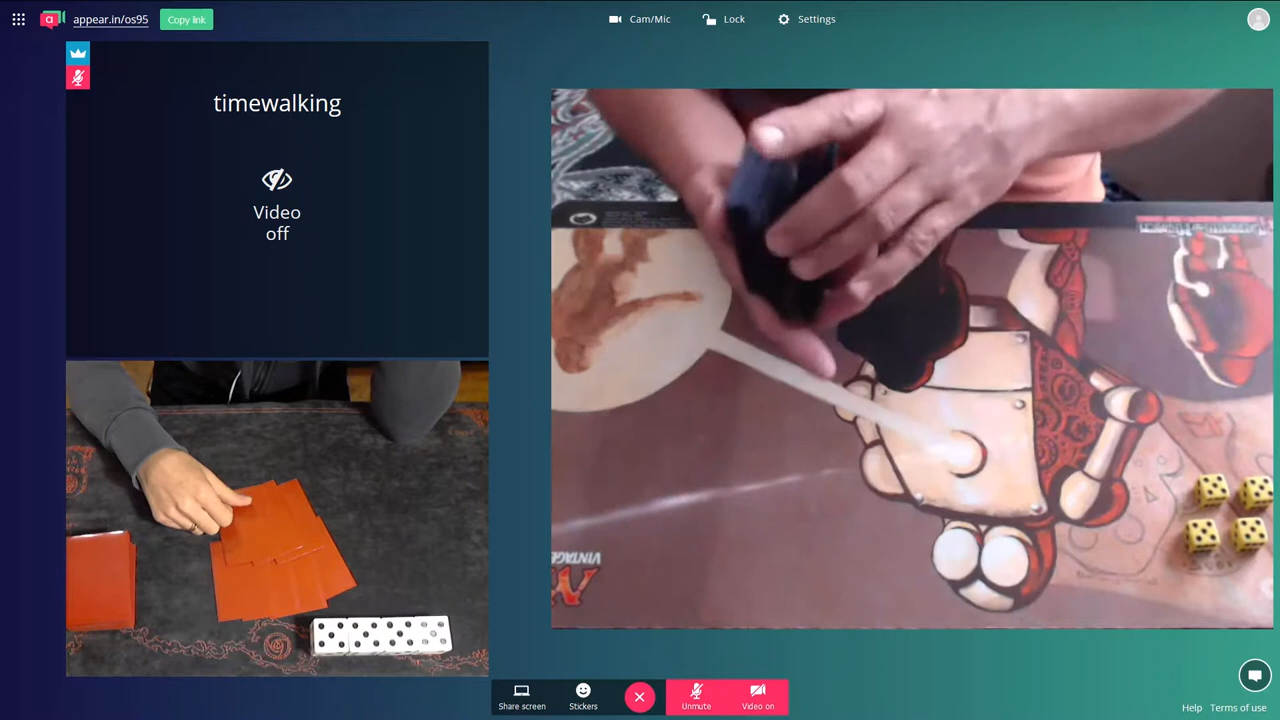 appear.in/os95
Copy link
Cam/Mic
Lock
Settings
timewalking
Video
off
VINTAGE
Share screen
Stickers
Unmute
Video on
Help
Terms of use